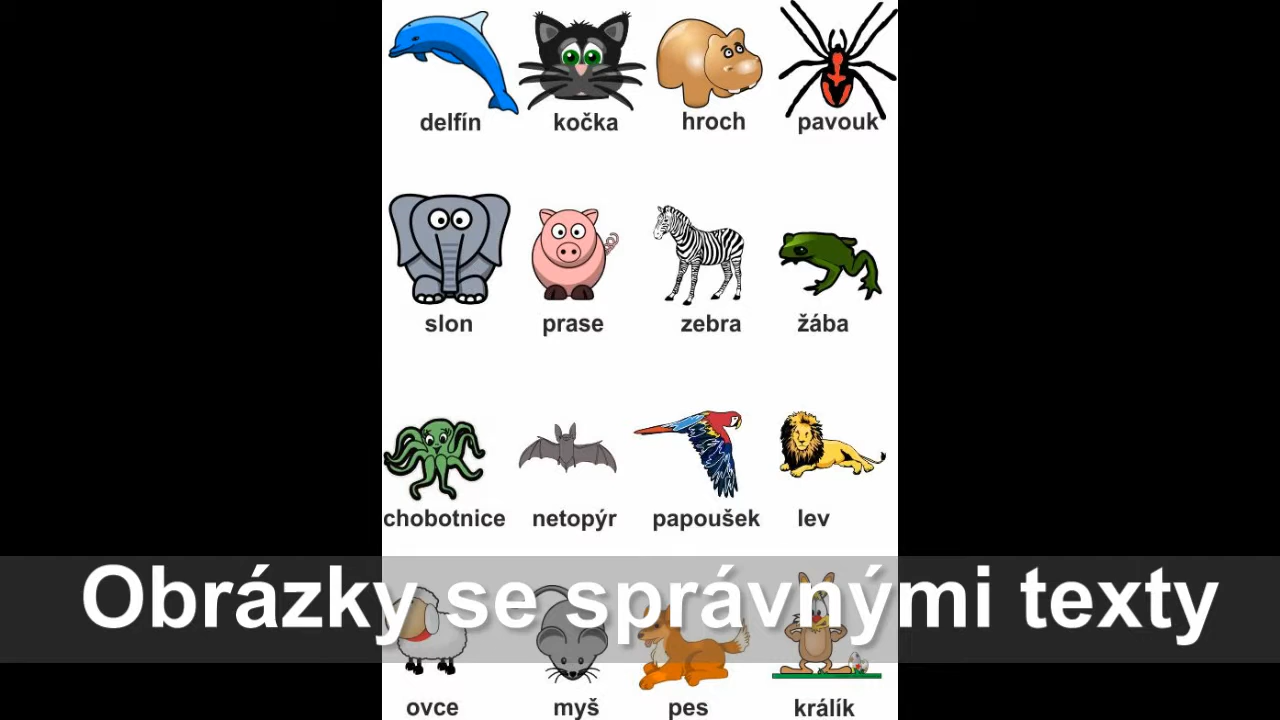 delfín kočka hroch pavouk
slon prase zebra žába
chobotnice netopýr papoušek lev
Obrázky se správnými texty
ovce myš pes králík